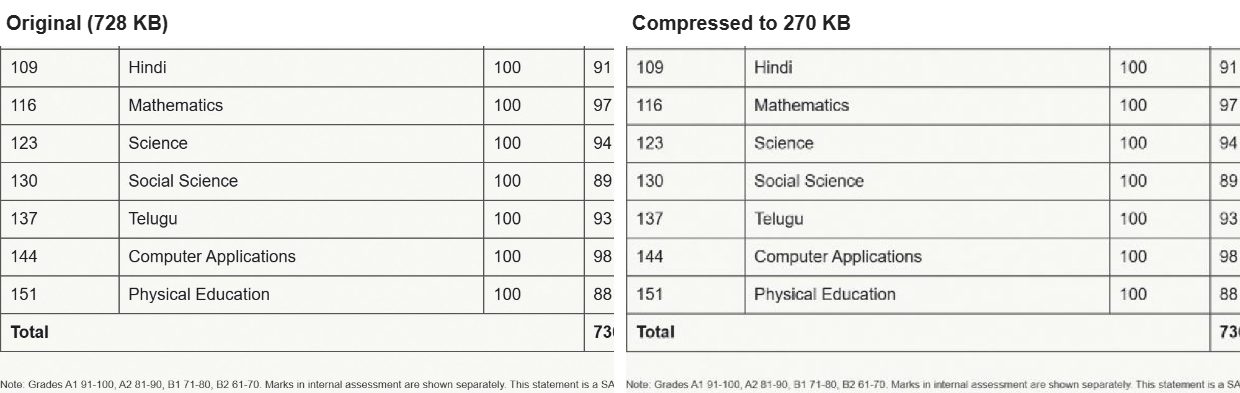 Original (728 KB)
109 Hindi 100 91
116 Mathematics 100 97
123 Science 100 94
130 Social Science 100 89
137 Telugu 100 93
144 Computer Applications 100 98
151 Physical Education 100 88
Total 73
Note: Grades A1 91-100, A2 81-90, B1 71-80, B2 61-70. Marks in internal assessment are shown separately. This statement is a SA
Compressed to 270 KB
109 Hindi 100 91
116 Mathematics 100 97
123 Science 100 94
130 Social Science 100 89
137 Telugu 100 93
144 Computer Applications 100 98
151 Physical Education 100 88
Total 73
Note: Grades A1 91-100, A2 81-90, B1 71-80, B2 61-70. Marks in internal assessment are shown separately. This statement is a SA